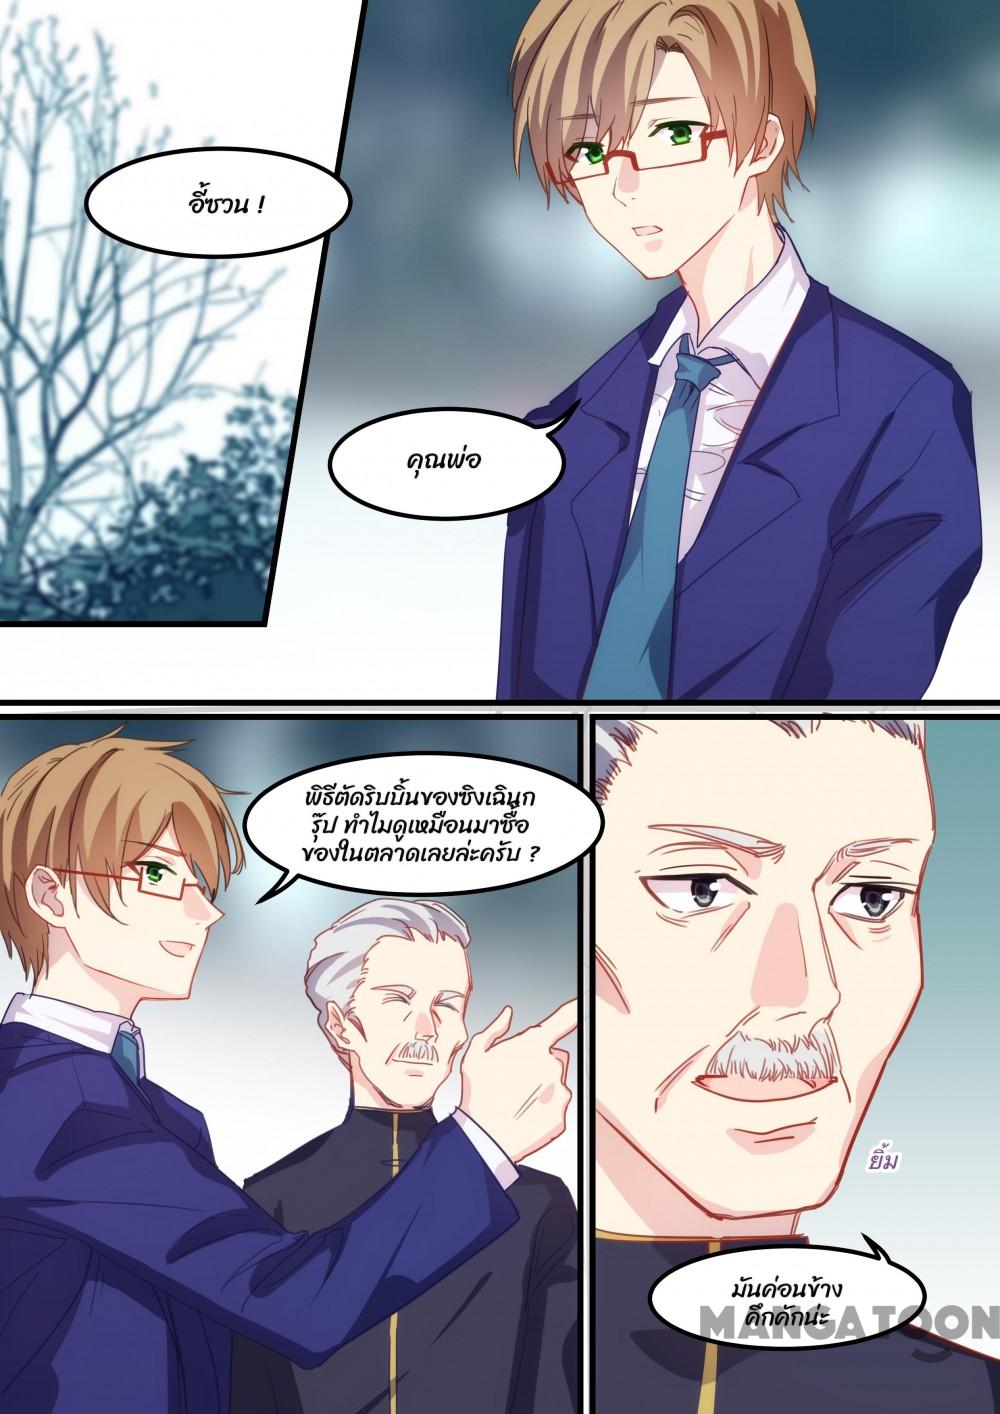 อี้ซวน !
คุณพ่อ
พิธีตัดริบบิ้นของซิงเฉินก
รุ๊ป ทำไมดูเหมือนมาซื้อ
ของในตลาดเลยล่ะครับ ?
ยิ้ม
มันค่อนข้าง
คึกคักน่ะ
MANGATOON